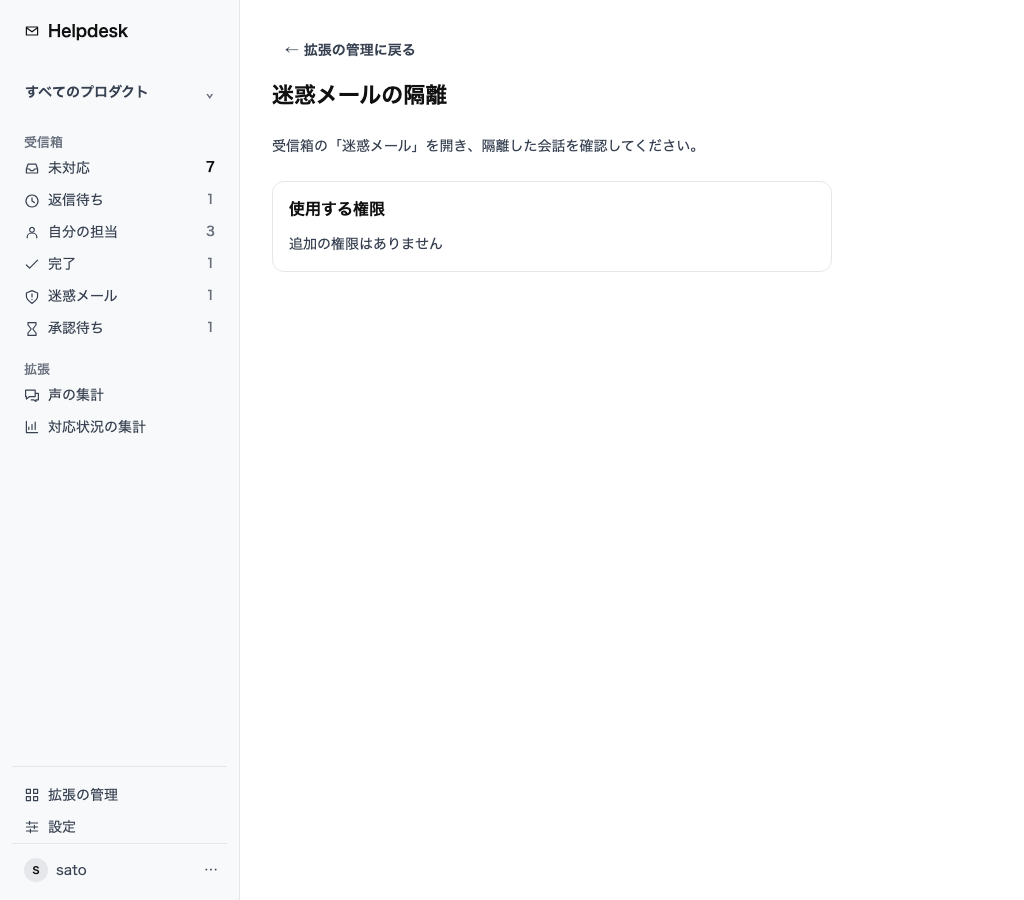 Helpdesk
すべてのプロダクト
受信箱
未対応 7
返信待ち 1
自分の担当 3
完了 1
迷惑メール 1
承認待ち 1
拡張
声の集計
対応状況の集計
拡張の管理
設定
S sato ...
← 拡張の管理に戻る
迷惑メールの隔離
受信箱の「迷惑メール」を開き、隔離した会話を確認してください。
使用する権限
追加の権限はありません